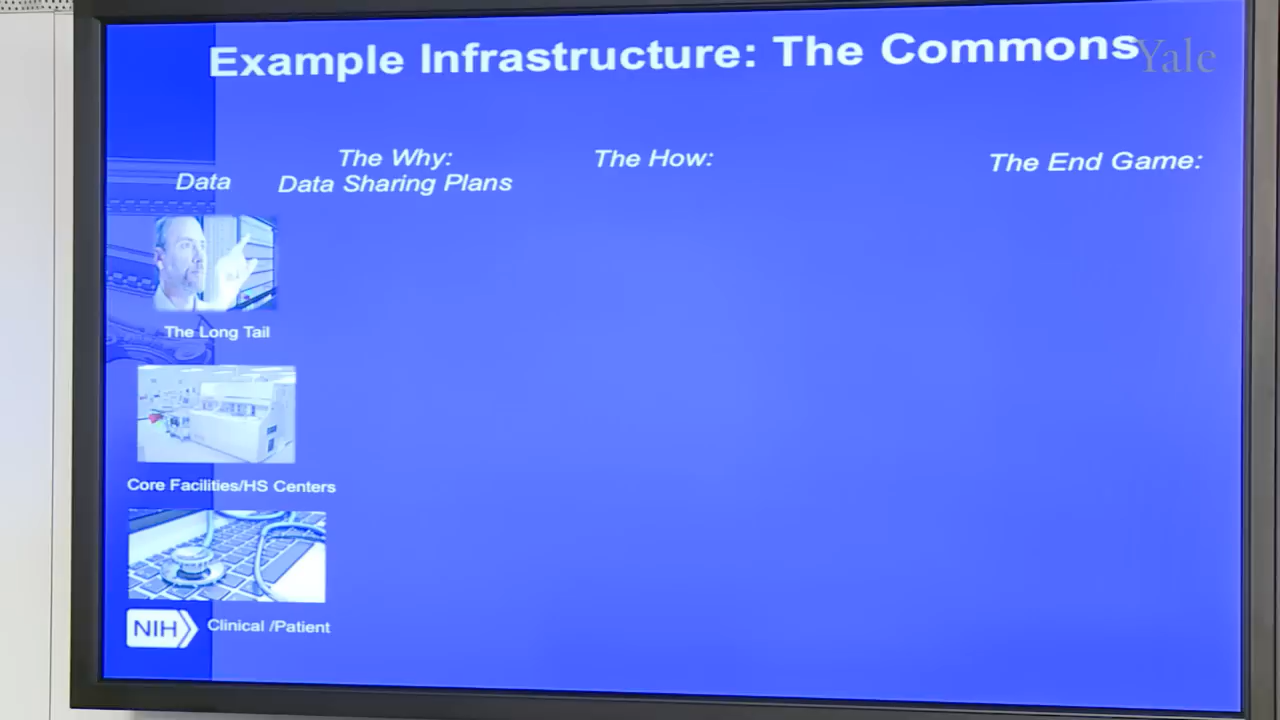 Example Infrastructure: The Commons
Yale
The Why:
The How:
The End Game:
Data
Data Sharing Plans
The Long Tail
Core Facilities/HS Centers
NIH
Clinical /Patient